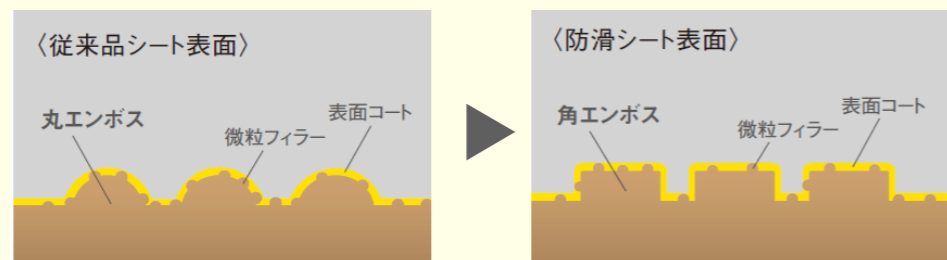 〈従来品シート表面〉
丸エンボス
微粒フィラー
表面コート
〈防滑シート表面〉
角エンボス
微粒フィラー
表面コート